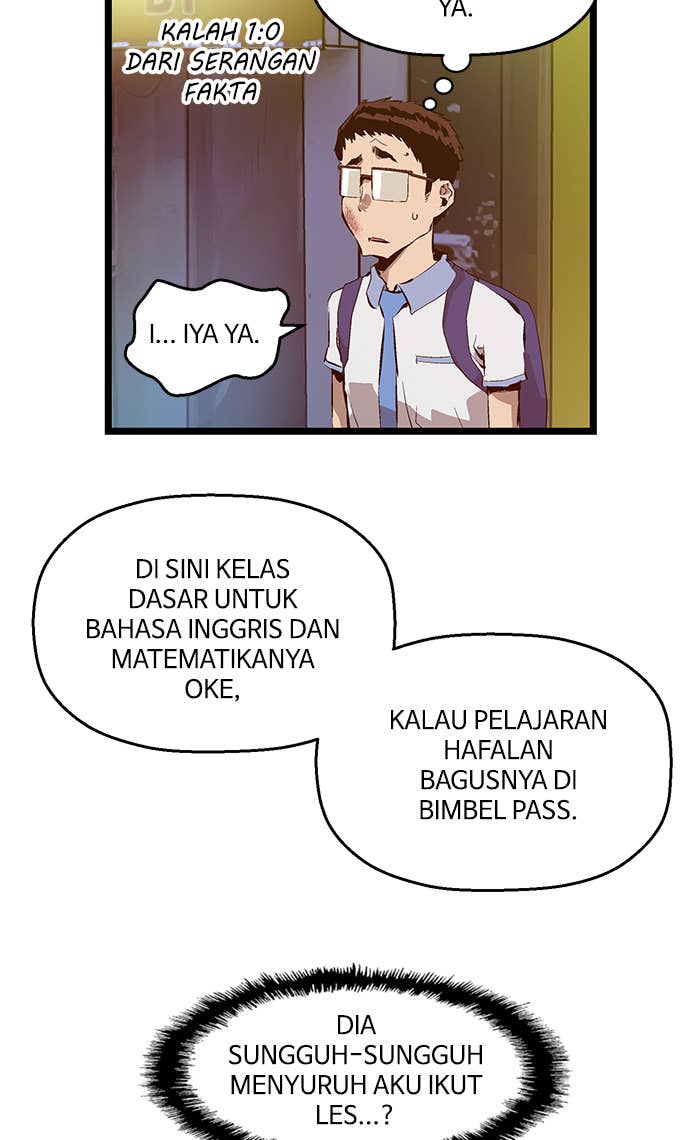 YA.
KALAH 1:0
DARI SERANGAN
FAKTA
I... IYA YA.
DI SINI KELAS
DASAR UNTUK
BAHASA INGGRIS DAN
MATEMATIKANYA
OKE,
KALAU PELAJARAN
HAFALAN
BAGUSNYA DI
BIMBEL PASS.
DIA
SUNGGUH-SUNGGUH
MENYURUH AKU IKUT
LES...?